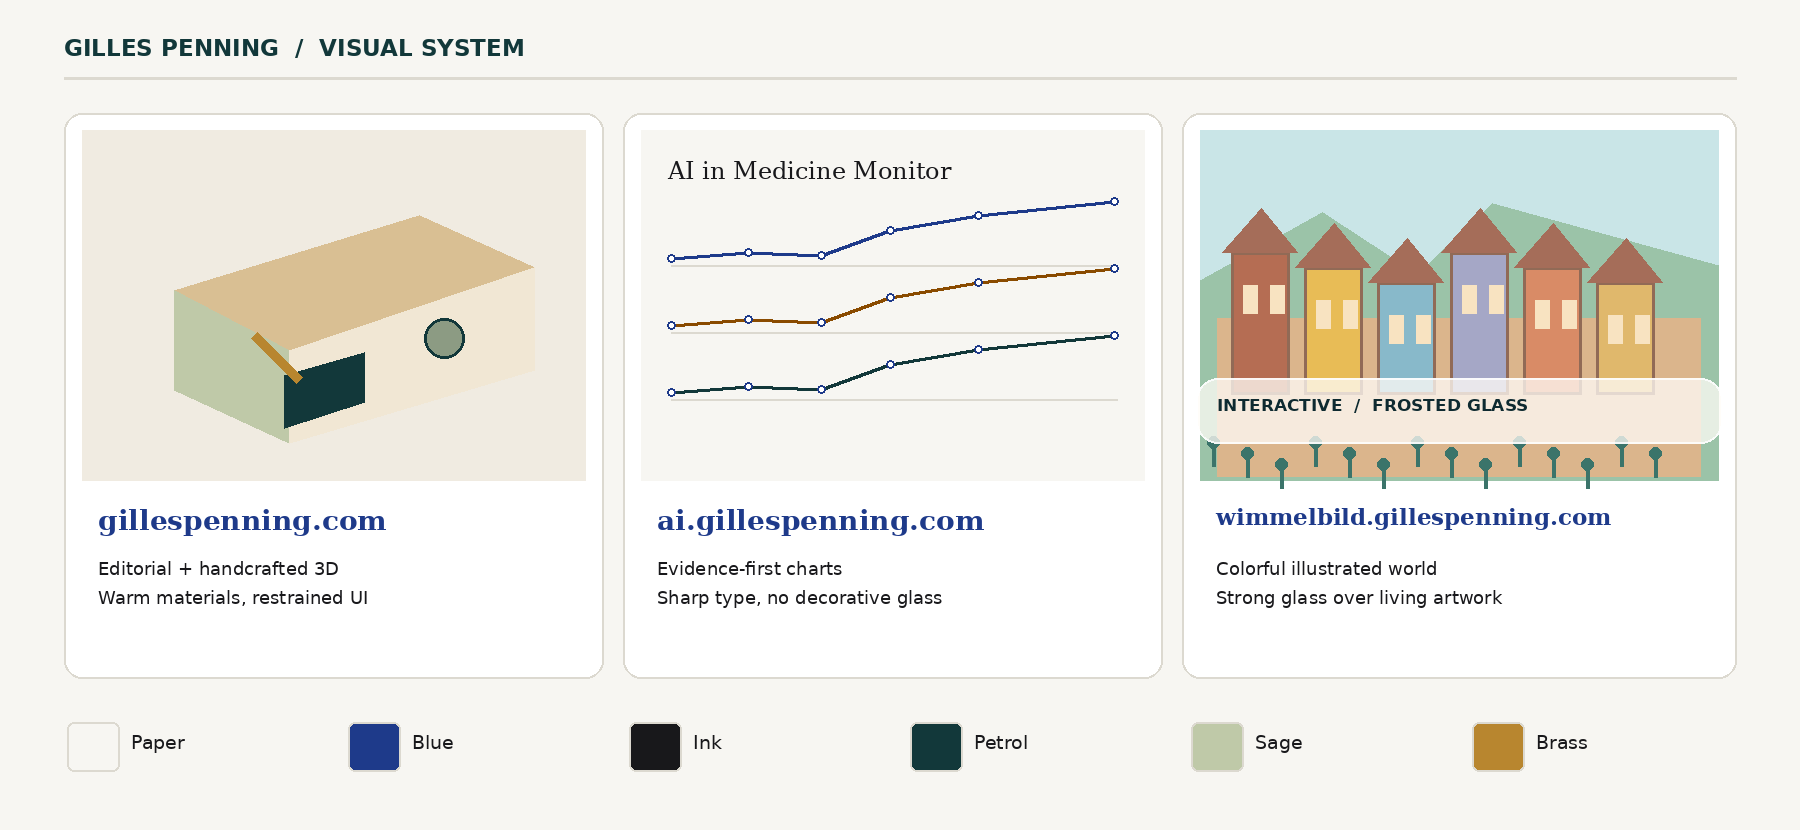 GILLES PENNING / VISUAL SYSTEM
AI in Medicine Monitor
gillespenning.com
Editorial + handcrafted 3D
Warm materials, restrained UI
ai.gillespenning.com
Evidence-first charts
Sharp type, no decorative glass
INTERACTIVE / FROSTED GLASS
wimmelbild.gillespenning.com
Colorful illustrated world
Strong glass over living artwork
Paper
Blue
Ink
Petrol
Sage
Brass